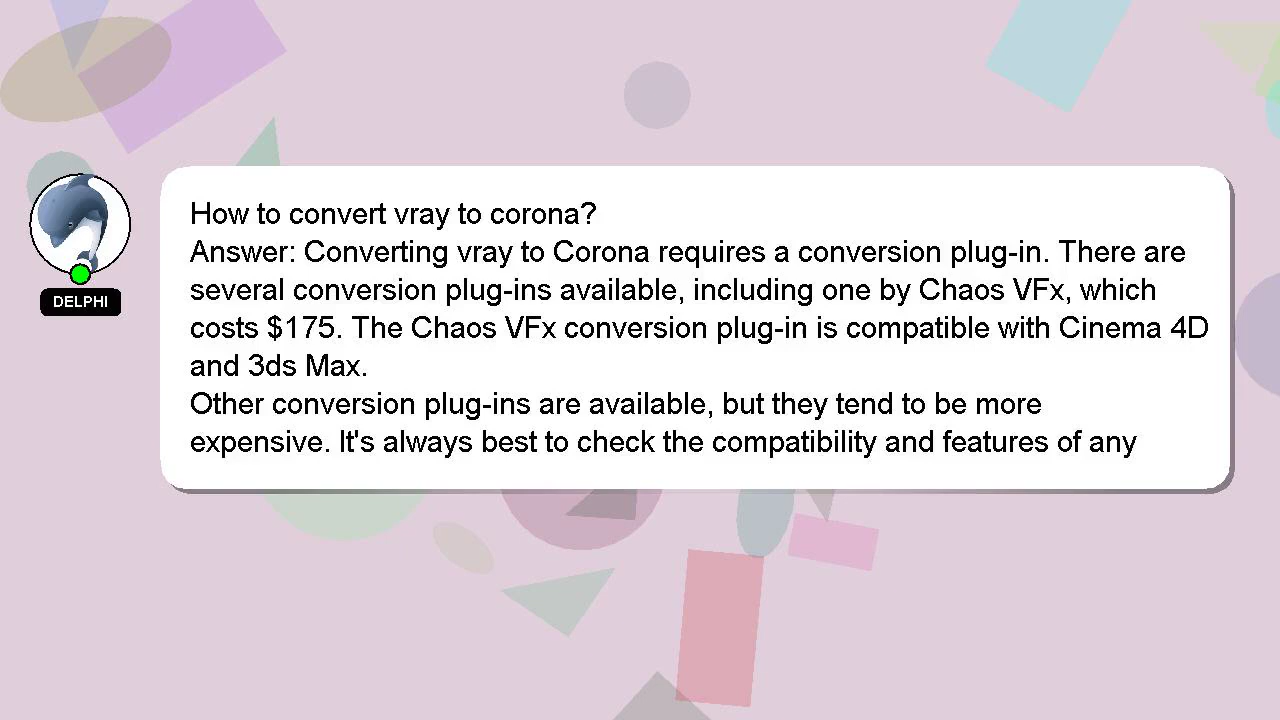 How to convert vray to corona?
Answer: Converting vray to Corona requires a conversion plug-in. There are
several conversion plug-ins available, including one by Chaos VFx, which
costs $175. The Chaos VFx conversion plug-in is compatible with Cinema 4D
and 3ds Max.
Other conversion plug-ins are available, but they tend to be more
expensive. It's always best to check the compatibility and features of any
DELPHI